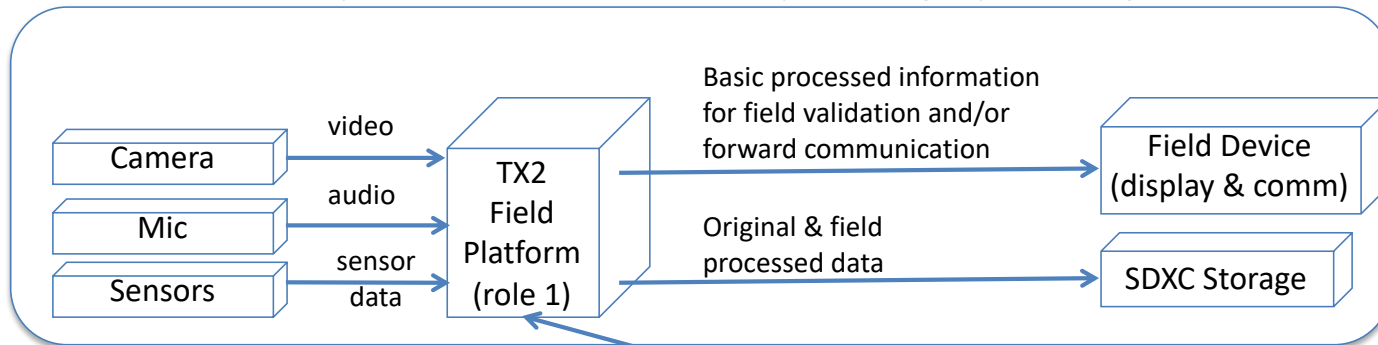 Camera
Mic
Sensors
video
audio
sensor
data
TX2
Field
Platform
(role 1)
Basic processed information
for field validation and/or
forward communication
Original & field
processed data
Field Device
(display & comm)
SDXC Storage